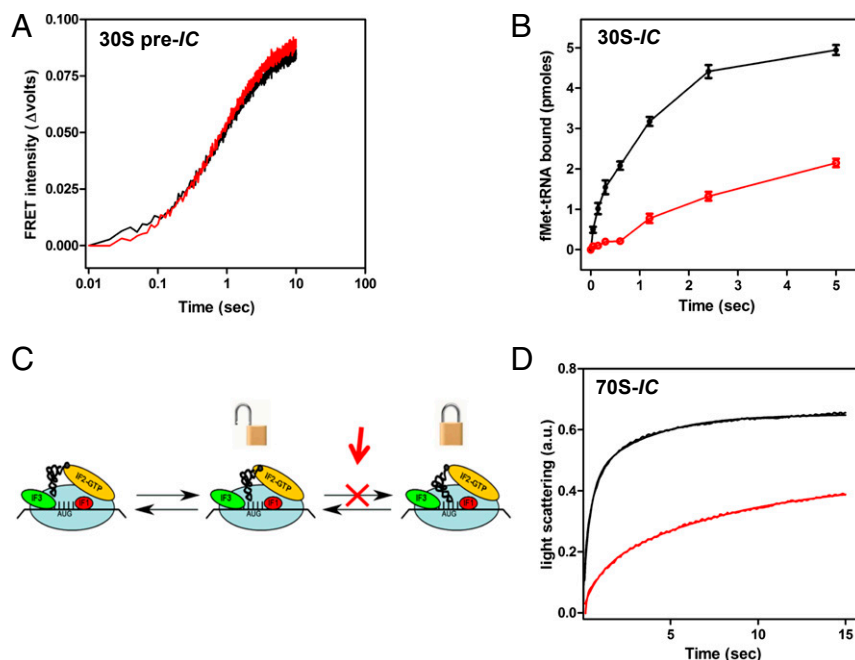 A
30S pre-IC
FRET intensity (Δvolts)
0.100
0.075
0.050
0.025
0.000
0.01 0.1 1 10 100
Time (sec)
B
30S-IC
fMet-tRNA bound (pmoles)
5
4
3
2
1
0
0 1 2 3 4 5
Time (sec)
C
IF3 IF2-GTP IF1
AUG
IF3 IF2-GTP IF1
AUG
IF3 IF2-GTP IF1
AUG
D
70S-IC
light scattering (a.u.)
0.8
0.6
0.4
0.2
0.0
5 10 15
Time (sec)